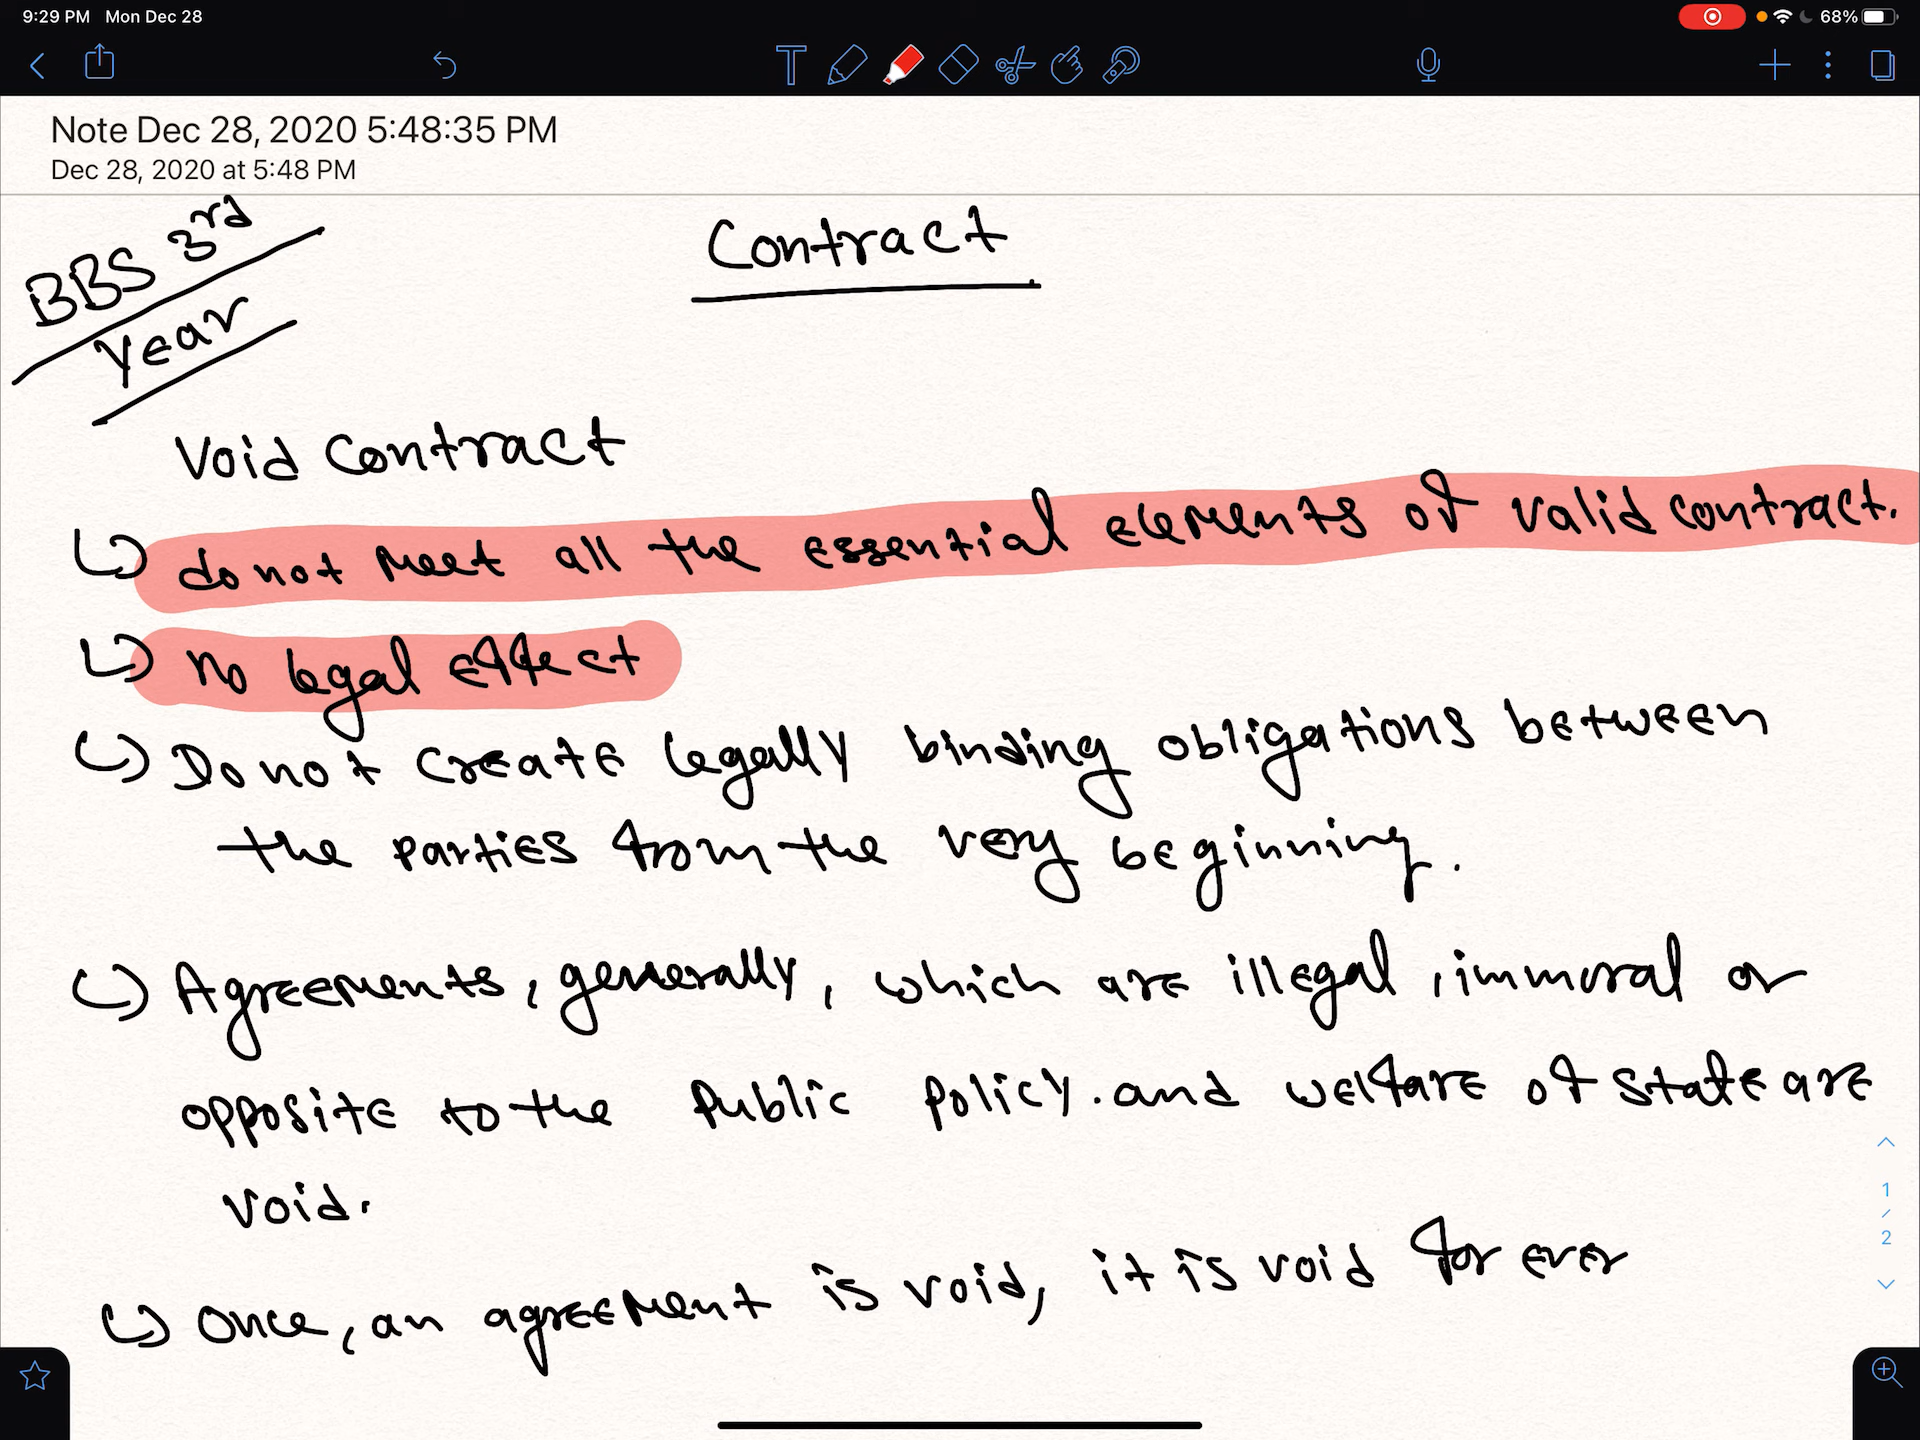 9:29 PM Mon Dec 28
68%
Note Dec 28, 2020 5:48:35 PM
Dec 28, 2020 at 5:48 PM
BBS 3rd
Year
Contract
Void Contract
do not meet all the essential elements of valid contract.
No legal effect
Do not create legally binding obligations between
the parties from the very beginning.
Agreements, generally, which are illegal, immoral or
opposite to the public policy. and welfare of state are
void.
Once, an agreement is void, it is void for ever
1
/
2